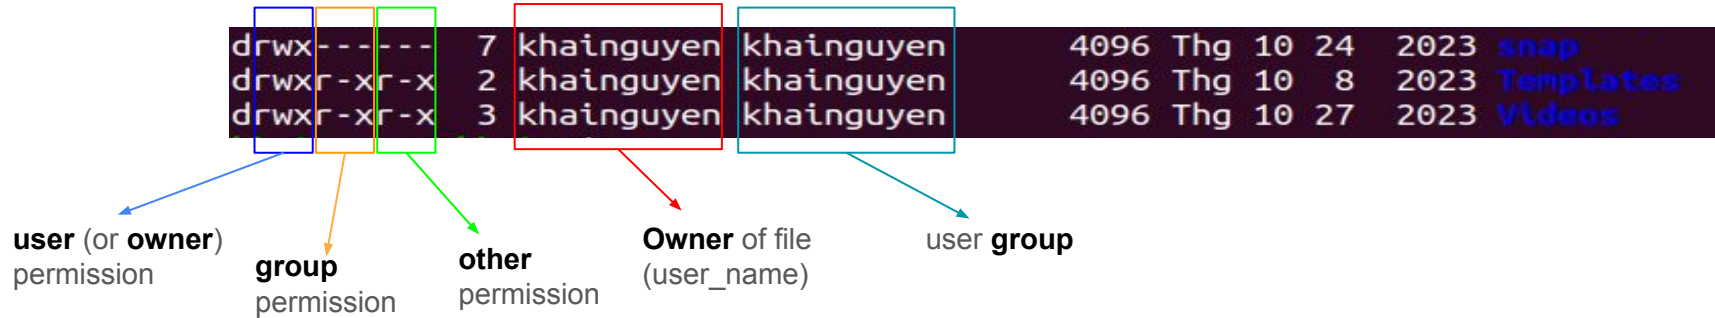 drwx------ 7 khainguyen khainguyen 4096 Thg 10 24 2023 snap
drwxr-xr-x 2 khainguyen khainguyen 4096 Thg 10 8 2023 Templates
drwxr-xr-x 3 khainguyen khainguyen 4096 Thg 10 27 2023 Videos
user (or owner)
permission
group
permission
other
permission
Owner of file
(user_name)
user group